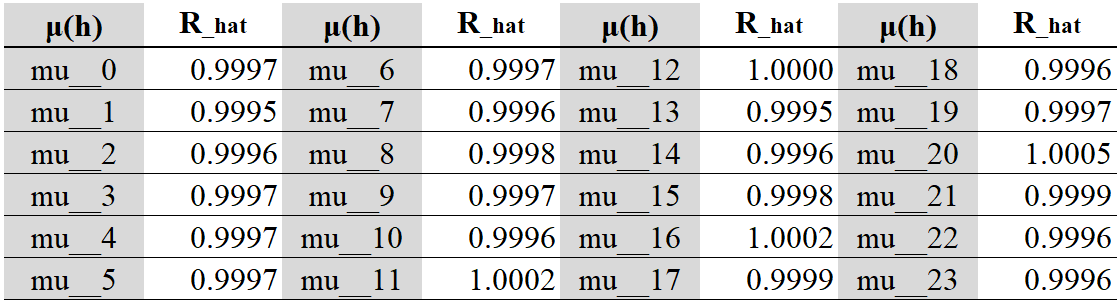 μ(h) R_hat μ(h) R_hat μ(h) R_hat μ(h) R_hat
mu__0 0.9997 mu__6 0.9997 mu__12 1.0000 mu__18 0.9996
mu__1 0.9995 mu__7 0.9996 mu__13 0.9995 mu__19 0.9997
mu__2 0.9996 mu__8 0.9998 mu__14 0.9996 mu__20 1.0005
mu__3 0.9997 mu__9 0.9997 mu__15 0.9998 mu__21 0.9999
mu__4 0.9997 mu__10 0.9996 mu__16 1.0002 mu__22 0.9996
mu__5 0.9997 mu__11 1.0002 mu__17 0.9999 mu__23 0.9996